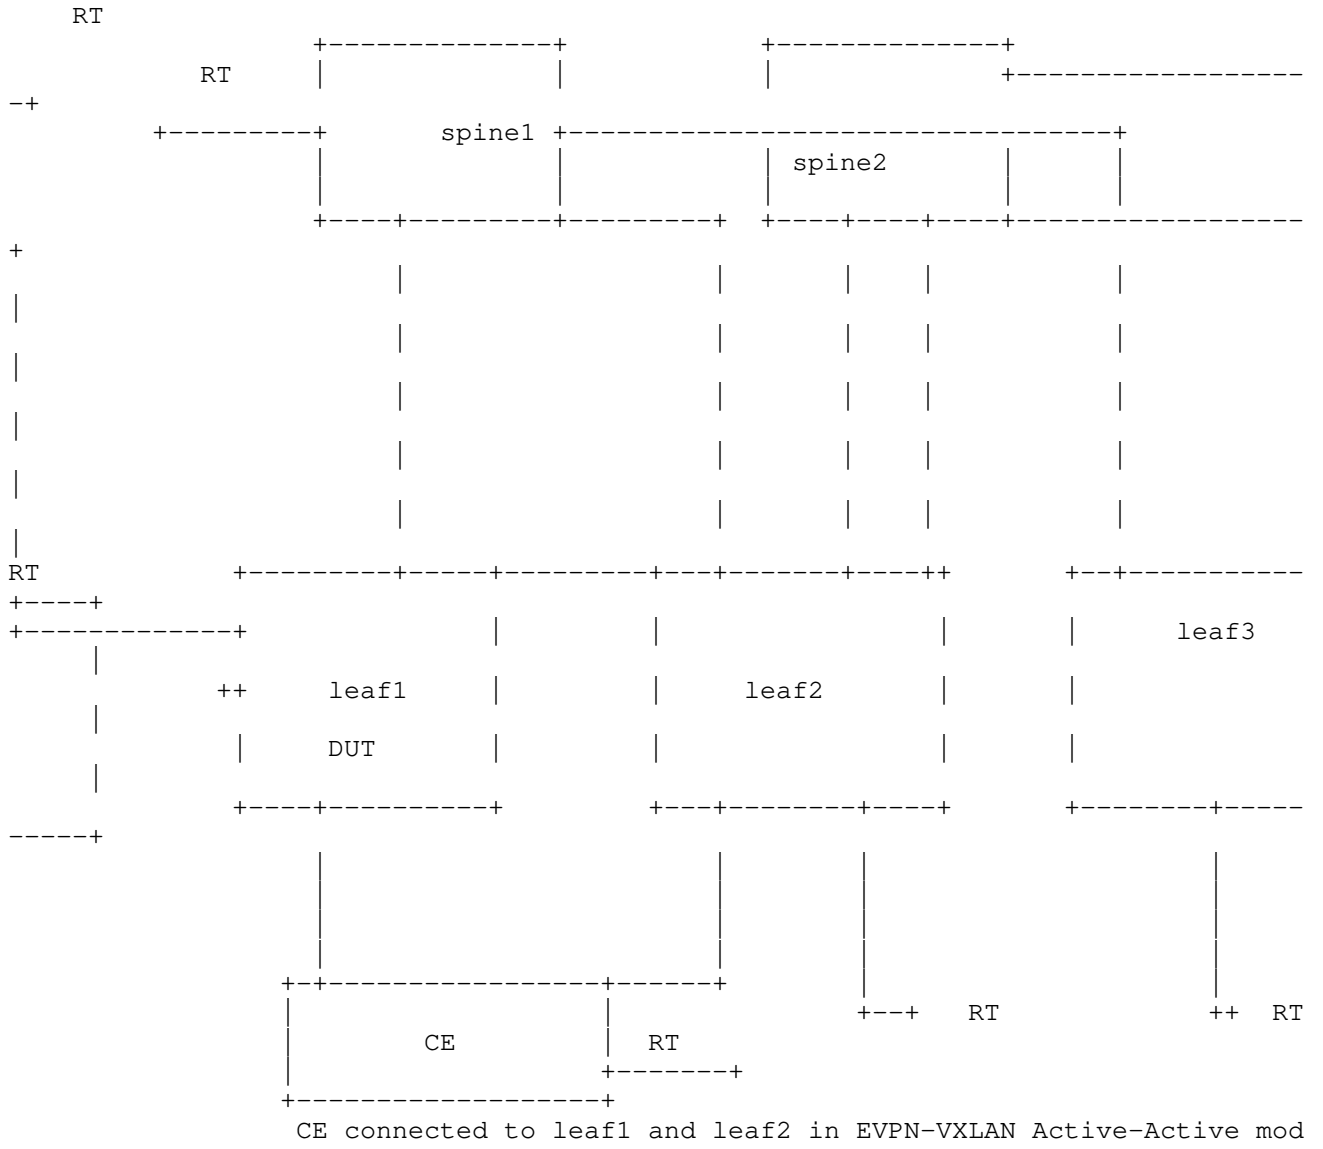 RT
RT
spine1
spine2
RT
leaf3
leaf1 leaf2
DUT
RT RT
CE RT
CE connected to leaf1 and leaf2 in EVPN-VXLAN Active-Active mod